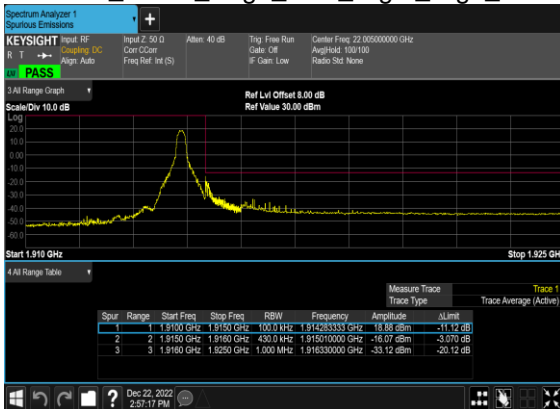 Spectrum Analyzer 1
Spurious Emissions
KEYSIGHT Input: RF Input Z: 50 Ω Atten: 40 dB Trig: Free Run Center Freq: 22.005000000 GHz
R T Coupling: DC Corr CCorr Gate: Off Avg|Hold: 100/100
Align: Auto Freq Ref: Int (S) IF Gain: Low Radio Std: None
PASS
3 All Range Graph Ref Lvl Offset 8.00 dB
Scale/Div 10.0 dB Ref Value 30.00 dBm
Log
20.0
10.0
0.00
-10.0
-20.0
-30.0
-40.0
-50.0
-60.0
Start 1.910 GHz Stop 1.925 GH
4 All Range Table
Measure Trace Trace 1
Trace Type Trace Average (Active)
Spur Range Start Freq Stop Freq RBW Frequency Amplitude ΔLimit
1 1 1.9100 GHz 1.9150 GHz 100.0 kHz 1.914283333 GHz 18.88 dBm -11.12 dB
2 2 1.9150 GHz 1.9160 GHz 430.0 kHz 1.915010000 GHz -16.07 dBm -3.070 dB
3 3 1.9160 GHz 1.9250 GHz 1.000 MHz 1.916330000 GHz -33.12 dBm -20.12 dB
? Dec 22, 2022
2:57:17 PM